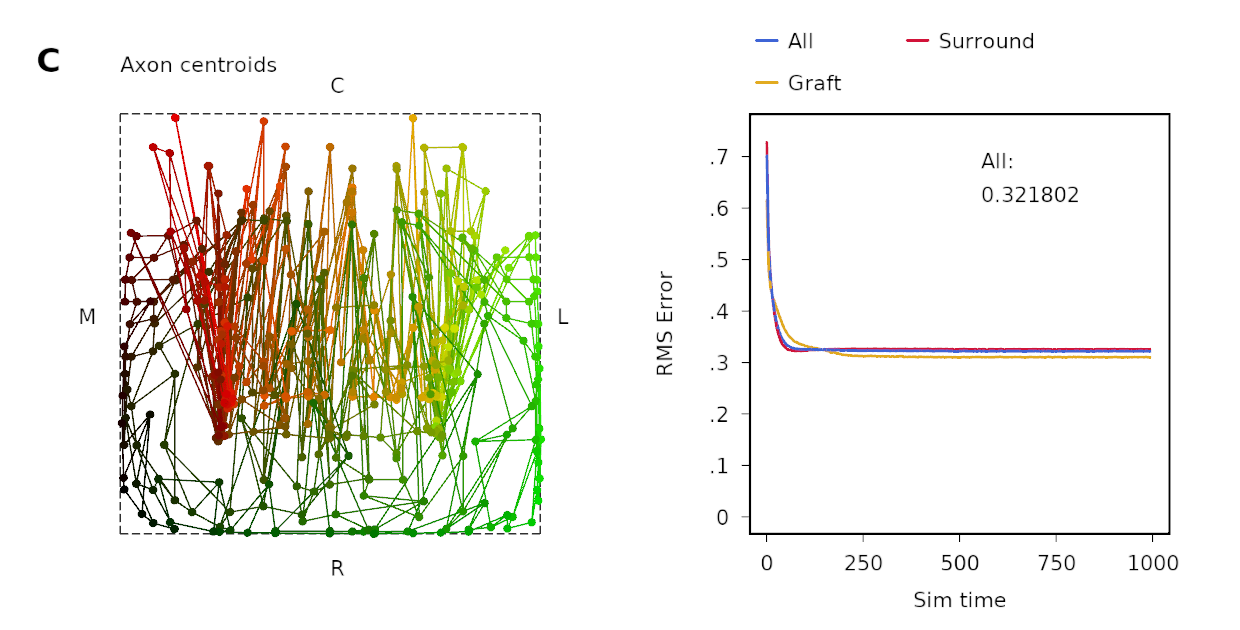 C
Axon centroids
C
M
L
R
All
Surround
Graft
All:
0.321802
RMS Error
.7
.6
.5
.4
.3
.2
.1
0
0 250 500 750 1000
Sim time